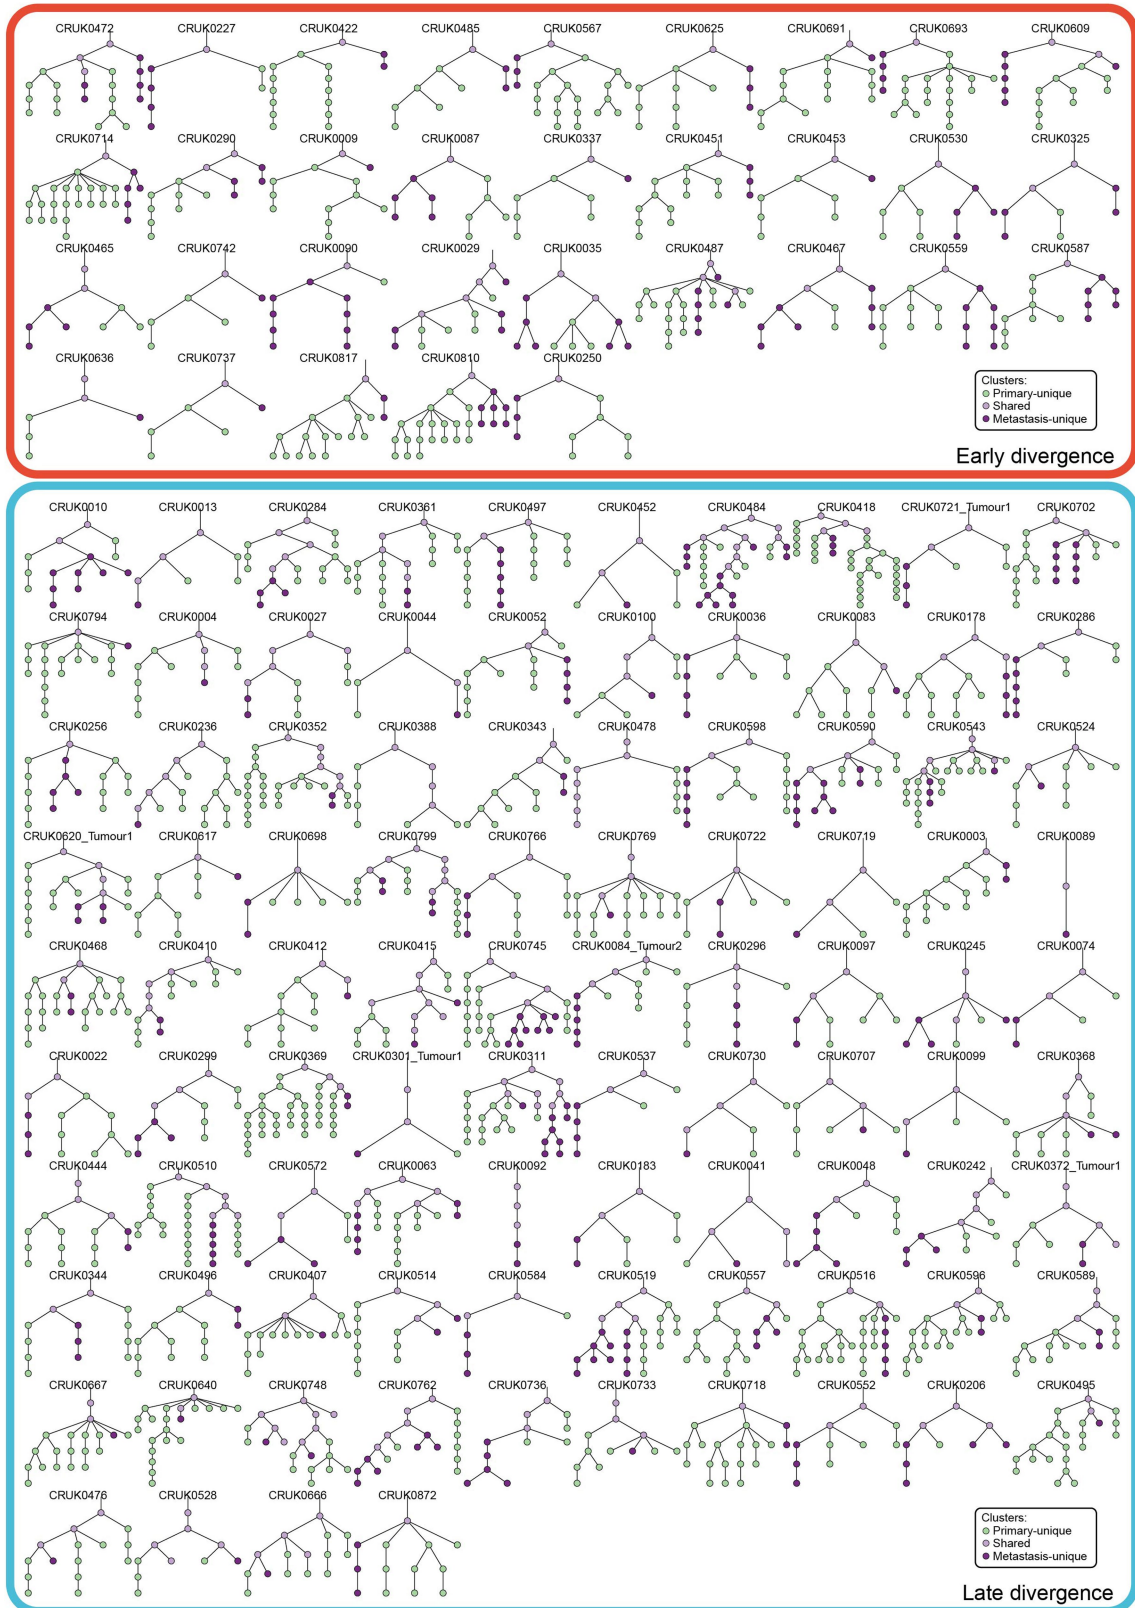 CRUK0472 CRUK0227 CRUK0422 CRUK0485 CRUK0567 CRUK0625 CRUK0691 CRUK0693 CRUK0609
CRUK0714 CRUK0290 CRUK0009 CRUK0087 CRUK0337 CRUK0451 CRUK0453 CRUK0530 CRUK0325
CRUK0465 CRUK0742 CRUK0090 CRUK0029 CRUK0035 CRUK0487 CRUK0467 CRUK0559 CRUK0587
CRUK0636 CRUK0737 CRUK0817 CRUK0810 CRUK0250
Clusters:
Primary-unique
Shared
Metastasis-unique
Early divergence
CRUK0010 CRUK0013 CRUK0284 CRUK0361 CRUK0497 CRUK0452 CRUK0484 CRUK0418 CRUK0721_Tumour1 CRUK0702
CRUK0794 CRUK0004 CRUK0027 CRUK0044 CRUK0052 CRUK0100 CRUK0036 CRUK0083 CRUK0178 CRUK0286
CRUK0256 CRUK0236 CRUK0352 CRUK0388 CRUK0343 CRUK0478 CRUK0598 CRUK0590 CRUK0543 CRUK0524
CRUK0620_Tumour1 CRUK0617 CRUK0698 CRUK0799 CRUK0766 CRUK0769 CRUK0722 CRUK0719 CRUK0003 CRUK0089
CRUK0468 CRUK0410 CRUK0412 CRUK0415 CRUK0745 CRUK0084_Tumour2 CRUK0296 CRUK0097 CRUK0245 CRUK0074
CRUK0022 CRUK0299 CRUK0369 CRUK0301_Tumour1 CRUK0311 CRUK0537 CRUK0730 CRUK0707 CRUK0099 CRUK0368
CRUK0444 CRUK0510 CRUK0572 CRUK0063 CRUK0092 CRUK0183 CRUK0041 CRUK0048 CRUK0242 CRUK0372_Tumour1
CRUK0344 CRUK0496 CRUK0407 CRUK0514 CRUK0584 CRUK0519 CRUK0557 CRUK0516 CRUK0596 CRUK0589
CRUK0667 CRUK0640 CRUK0748 CRUK0762 CRUK0736 CRUK0733 CRUK0718 CRUK0552 CRUK0206 CRUK0495
CRUK0476 CRUK0528 CRUK0666 CRUK0872
Clusters:
Primary-unique
Shared
Metastasis-unique
Late divergence